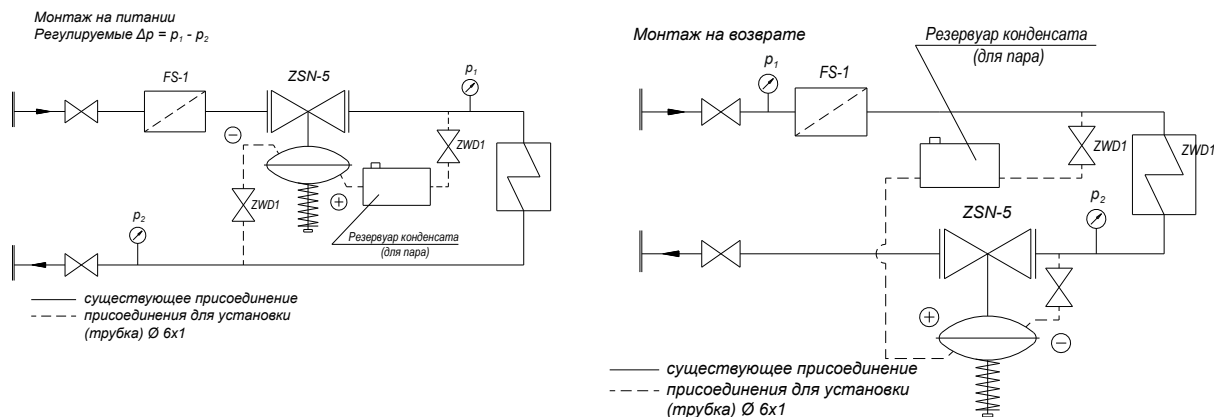 Монтаж на питании
Регулируемые Δp = p₁ - p₂
FS-1
ZSN-5
p₁
ZWD1
ZWD1
p₂
Резервуар конденсата
(для пара)
существующее присоединение
присоединения для установки
(трубка) Ø 6x1
Монтаж на возврате
Резервуар конденсата
(для пара)
p₁
FS-1
ZWD1
ZWD1
ZSN-5
p₂
существующее присоединение
присоединения для установки
(трубка) Ø 6x1